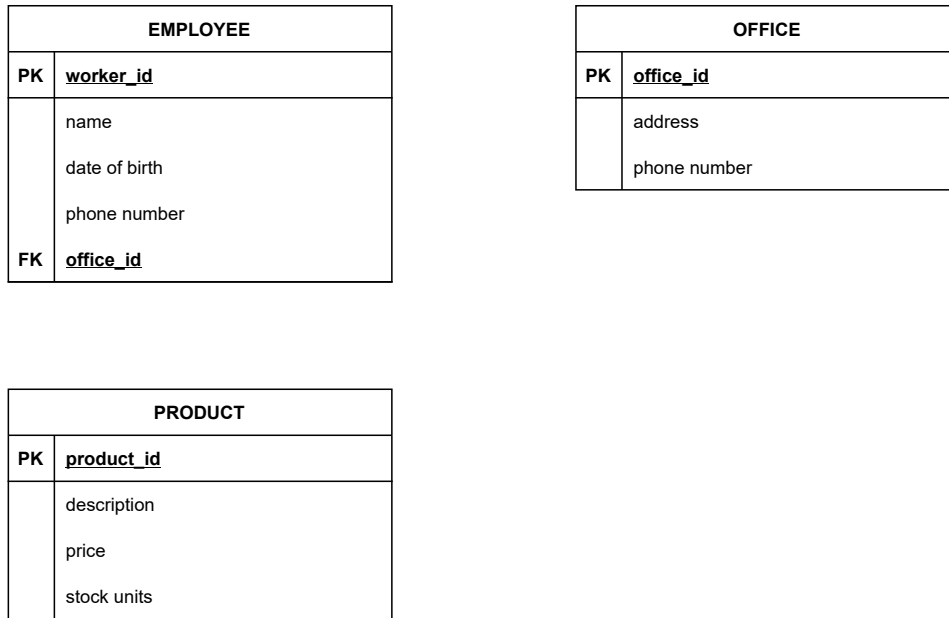 EMPLOYEE
PK worker_id
name
date of birth
phone number
FK office_id
OFFICE
PK office_id
address
phone number
PRODUCT
PK product_id
description
price
stock units